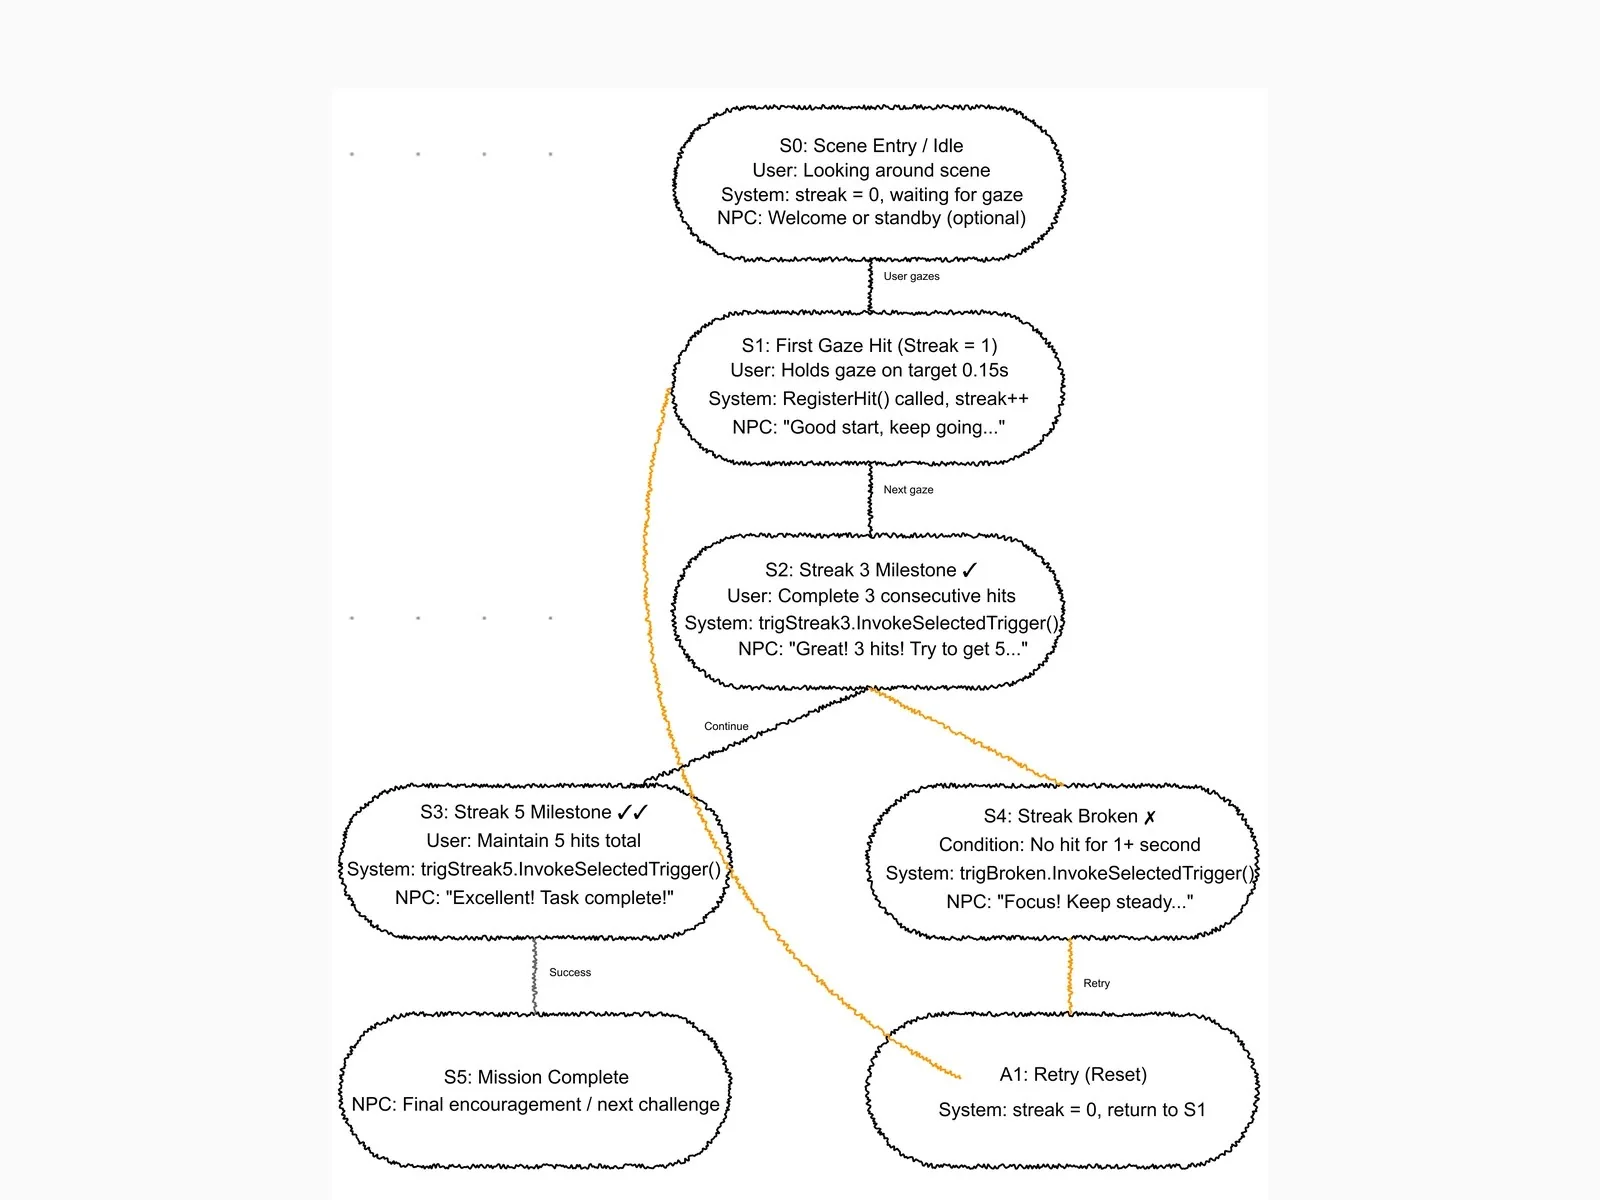 S0: Scene Entry / Idle
User: Looking around scene
System: streak = 0, waiting for gaze
NPC: Welcome or standby (optional)
User gazes
S1: First Gaze Hit (Streak = 1)
User: Holds gaze on target 0.15s
System: RegisterHit() called, streak++
NPC: "Good start, keep going..."
Next gaze
S2: Streak 3 Milestone ✓
User: Complete 3 consecutive hits
System: trigStreak3.InvokeSelectedTrigger()
NPC: "Great! 3 hits! Try to get 5..."
Continue
S3: Streak 5 Milestone ✓✓
User: Maintain 5 hits total
System: trigStreak5.InvokeSelectedTrigger()
NPC: "Excellent! Task complete!"
S4: Streak Broken ✗
Condition: No hit for 1+ second
System: trigBroken.InvokeSelectedTrigger()
NPC: "Focus! Keep steady..."
Success
Retry
S5: Mission Complete
NPC: Final encouragement / next challenge
A1: Retry (Reset)
System: streak = 0, return to S1